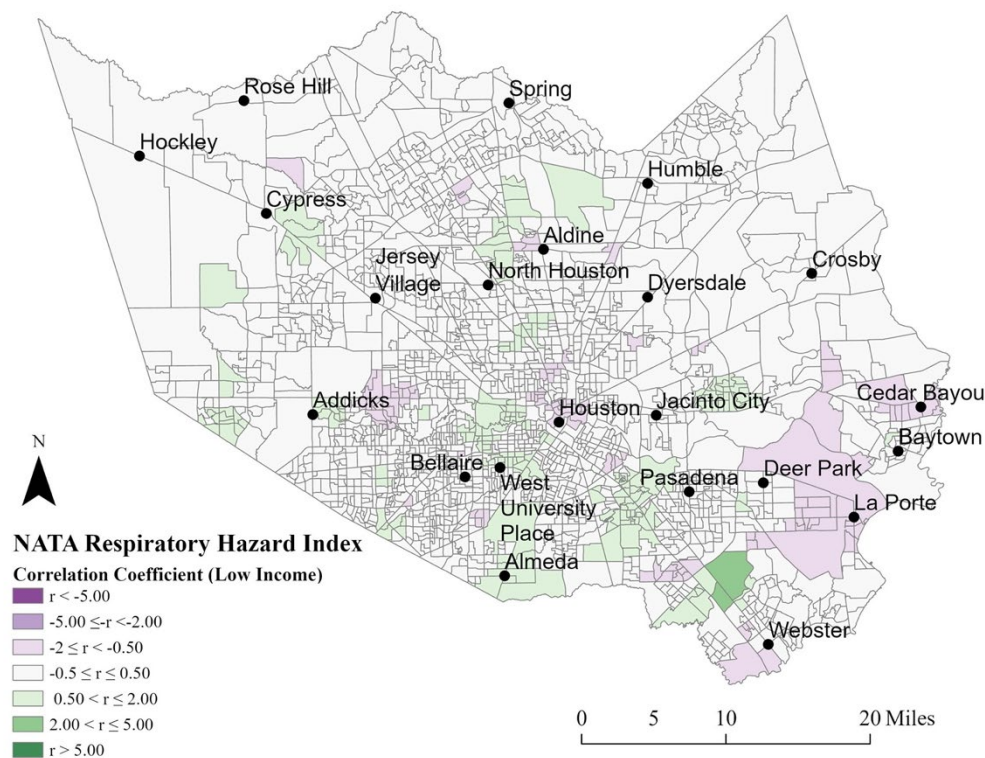 Rose Hill
Spring
Hockley
Humble
Cypress
Aldine
Jersey
Village
North Houston
Crosby
Dyersdale
Addicks
Houston
Jacinto City
Cedar Bayou
Baytown
Bellaire
West
University
Place
Pasadena
Deer Park
La Porte
Almeda
Webster
N
NATA Respiratory Hazard Index
Correlation Coefficient (Low Income)
r < -5.00
-5.00 ≤-r <-2.00
-2 ≤ r < -0.50
-0.5 ≤ r ≤ 0.50
0.50 < r ≤ 2.00
2.00 < r ≤ 5.00
r > 5.00
0 5 10 20 Miles